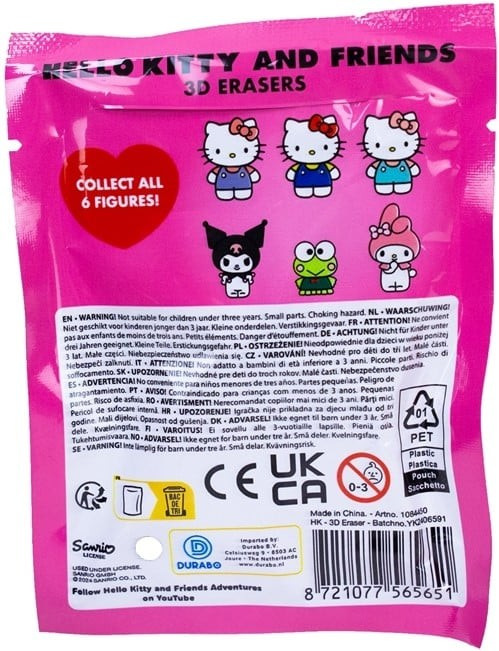 HELLO KITTY AND FRIENDS
3D ERASERS
COLLECT ALL
6 FIGURES!
EN - WARNING! Not suitable for children under three years. Small parts. Choking hazard. NL - WAARSCHUWING!
Niet geschikt voor kinderen jonger dan 3 jaar. Kleine onderdelen. Verstikkingsgevaar. FR - ATTENTION! Ne convient
pas aux enfants de moins de trois ans. Petits éléments. Danger d'étouffement. DE - ACHTUNG! Nicht für Kinder unter
drei Jahren geeignet. Kleine Teile. Erstickungsgefahr. PL - OSTRZEŻENIE! Nieodpowiednie dla dzieci w wieku poniżej
3 lat. Małe części. Niebezpieczeństwo udławienia się. CZ - VAROVÁNÍ! Nevhodné pro děti do tří let. Malé části.
Nebezpečí zalknutí. IT - ATTENZIONE! Non adatto a bambini di età inferiore a 3 anni. Piccole parti. Rischio di
soffocamento. SK - UPOZORNENIE! Nevhodné pre deti do troch rokov. Malé časti. Nebezpečenstvo dusenia.
ES - ADVERTENCIA! No conveniente para niños menores de tres años. Partes pequeñas. Peligro de
atragantamiento. PT - AVISO! Contraindicado para crianças com menos de 3 anos. Pequenas
partes. Risco de asfixia. RO - AVERTISMENT! Nerecomandat copiilor mai mici de 3 ani. Părți mici.
Pericol de sufocare internă. HR - UPOZORENJE! Igračka nije prikladna za djecu mlađu od tri
godine. Mali dijelovi. Opasnost od gušenja. DK - ADVARSEL! Ikke egnet til børn under 3 år. Små
dele. Kvælningsfare. FI - VAROITUS! Ei sovellu alle 3-vuotiaille lapsille. Pieniä osia.
Tukehtumisvaara. NO - ADVARSEL! Ikke egnet for barn under tre år. Små deler. Kvelningsfare.
SE - VARNING! Inte lämplig för barn under tre år. Små delar. Kvävningsrisk.
01
PET
Plastic
Plastica
Pouch
Sacchetto
FR
BAC
DE
TRI
CE
UK
CA
0-3
Made in China. - Artno. 1084450
HK - 3D Eraser - Batchno.YK2406591
Sanrio
LICENSE
USED UNDER LICENSE.
SANRIO GMBH
© 2024 SANRIO CO., LTD.
D
DURABO
Imported by:
Durabo B.V.
Celsiusweg 9 - 8503 AC
Joure - The Netherlands
www.durabo.nl
Follow Hello Kitty and Friends Adventures
on YouTube
8 721077 565651